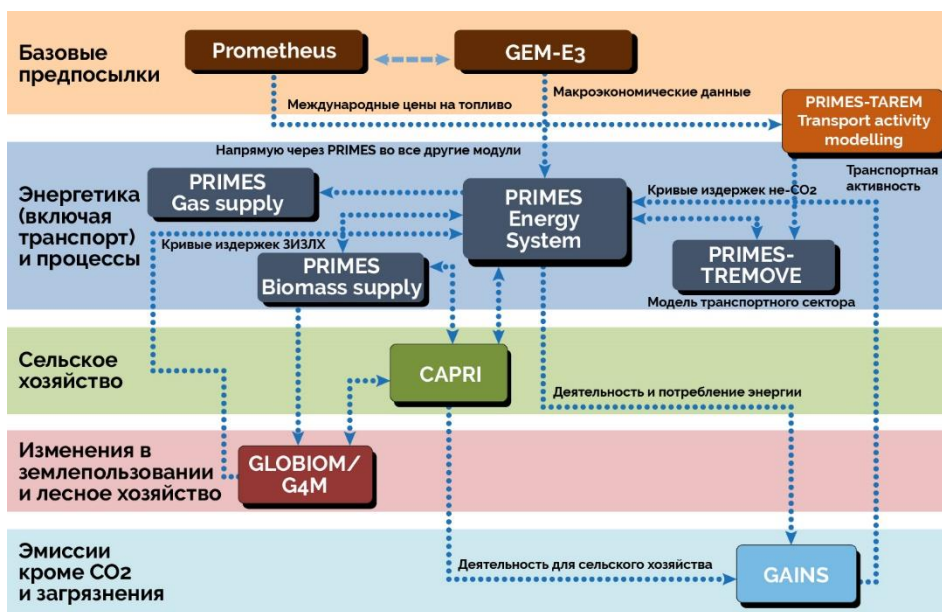 Базовые
предпосылки
Prometheus
GEM-E3
Международные цены на топливо
Макроэкономические данные
PRIMES-TAREM
Transport activity
modelling
Напрямую через PRIMES во все другие модули
Транспортная
активность
Энергетика
(включая
транспорт)
и процессы
PRIMES
Gas supply
PRIMES
Energy
System
Кривые издержек не-СО2
Кривые издержек ЗИЗЛХ
PRIMES
Biomass supply
PRIMES-
TREMOVE
Модель транспортного сектора
Сельское
хозяйство
CAPRI
Деятельность и потребление энергии
Изменения в
землепользовании
и лесное хозяйство
GLOBIOM/
G4M
Эмиссии
кроме СО2
и загрязнения
Деятельность для сельского хозяйства
GAINS